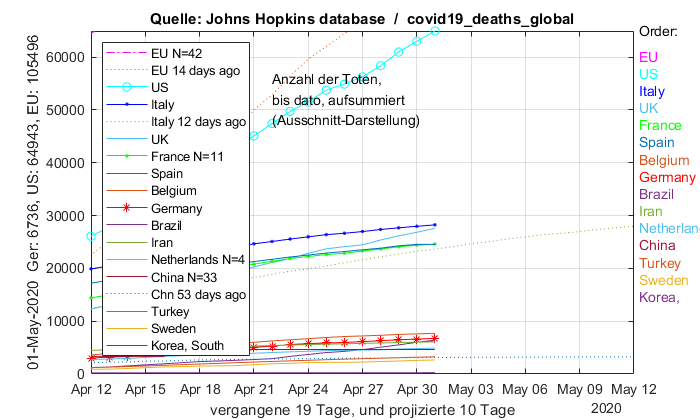 Quelle: Johns Hopkins database / covid19_deaths_global
01-May-2020 Ger: 6736, US: 64943, EU: 105496
60000
50000
40000
30000
20000
10000
0
EU N=42
EU 14 days ago
US
Italy
Italy 12 days ago
UK
France N=11
Spain
Belgium
Germany
Brazil
Iran
Netherlands N=4
China N=33
Chn 53 days ago
Turkey
Sweden
Korea, South
Anzahl der Toten,
bis dato, aufsummiert
(Ausschnitt-Darstellung)
Order:
EU
US
Italy
UK
France
Spain
Belgium
Germany
Brazil
Iran
Netherlan
China
Turkey
Sweden
Korea,
Apr 12 Apr 15 Apr 18 Apr 21 Apr 24 Apr 27 Apr 30 May 03 May 06 May 09 May 12
2020
vergangene 19 Tage, und projizierte 10 Tage